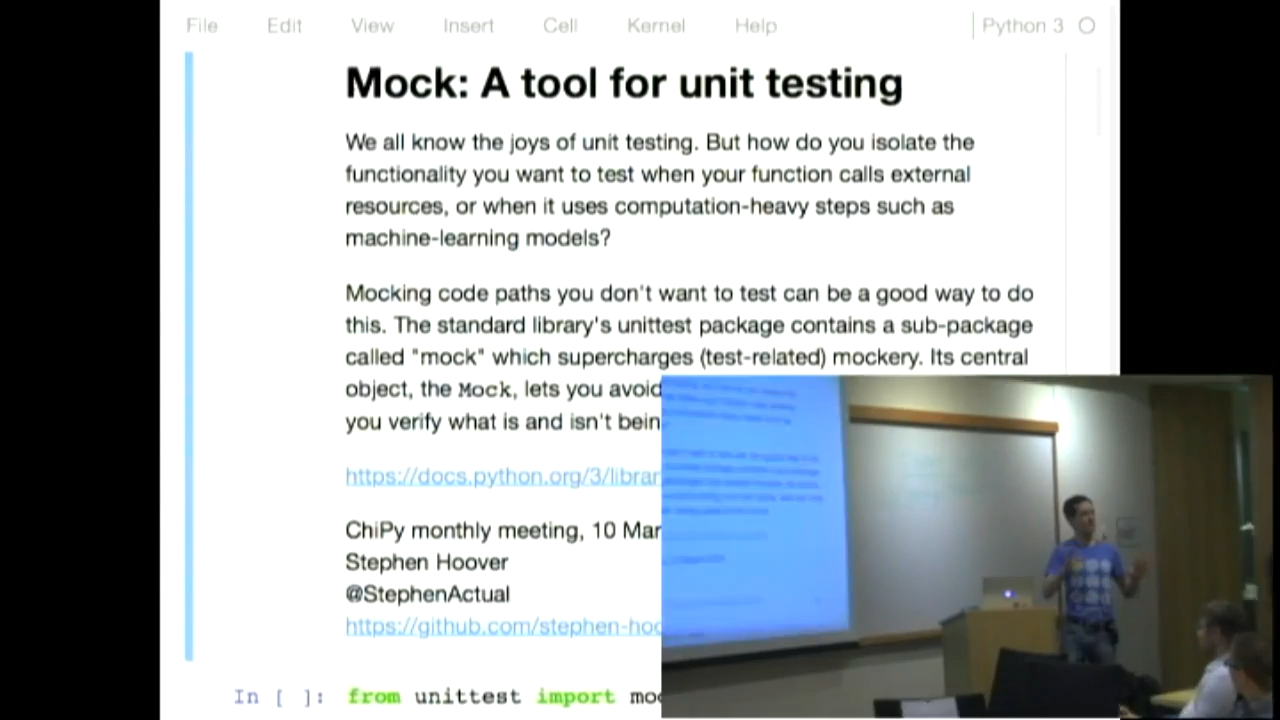 File Edit View Insert Cell Kernel Help Python 3
Mock: A tool for unit testing
We all know the joys of unit testing. But how do you isolate the
functionality you want to test when your function calls external
resources, or when it uses computation-heavy steps such as
machine-learning models?
Mocking code paths you don't want to test can be a good way to do
this. The standard library's unittest package contains a sub-package
called "mock" which supercharges (test-related) mockery. Its central
object, the Mock, lets you avoid
you verify what is and isn't bein
https://docs.python.org/3/librar
ChiPy monthly meeting, 10 Mar
Stephen Hoover
@StephenActual
https://github.com/stephen-hoo
In [ ]: from unittest import moc